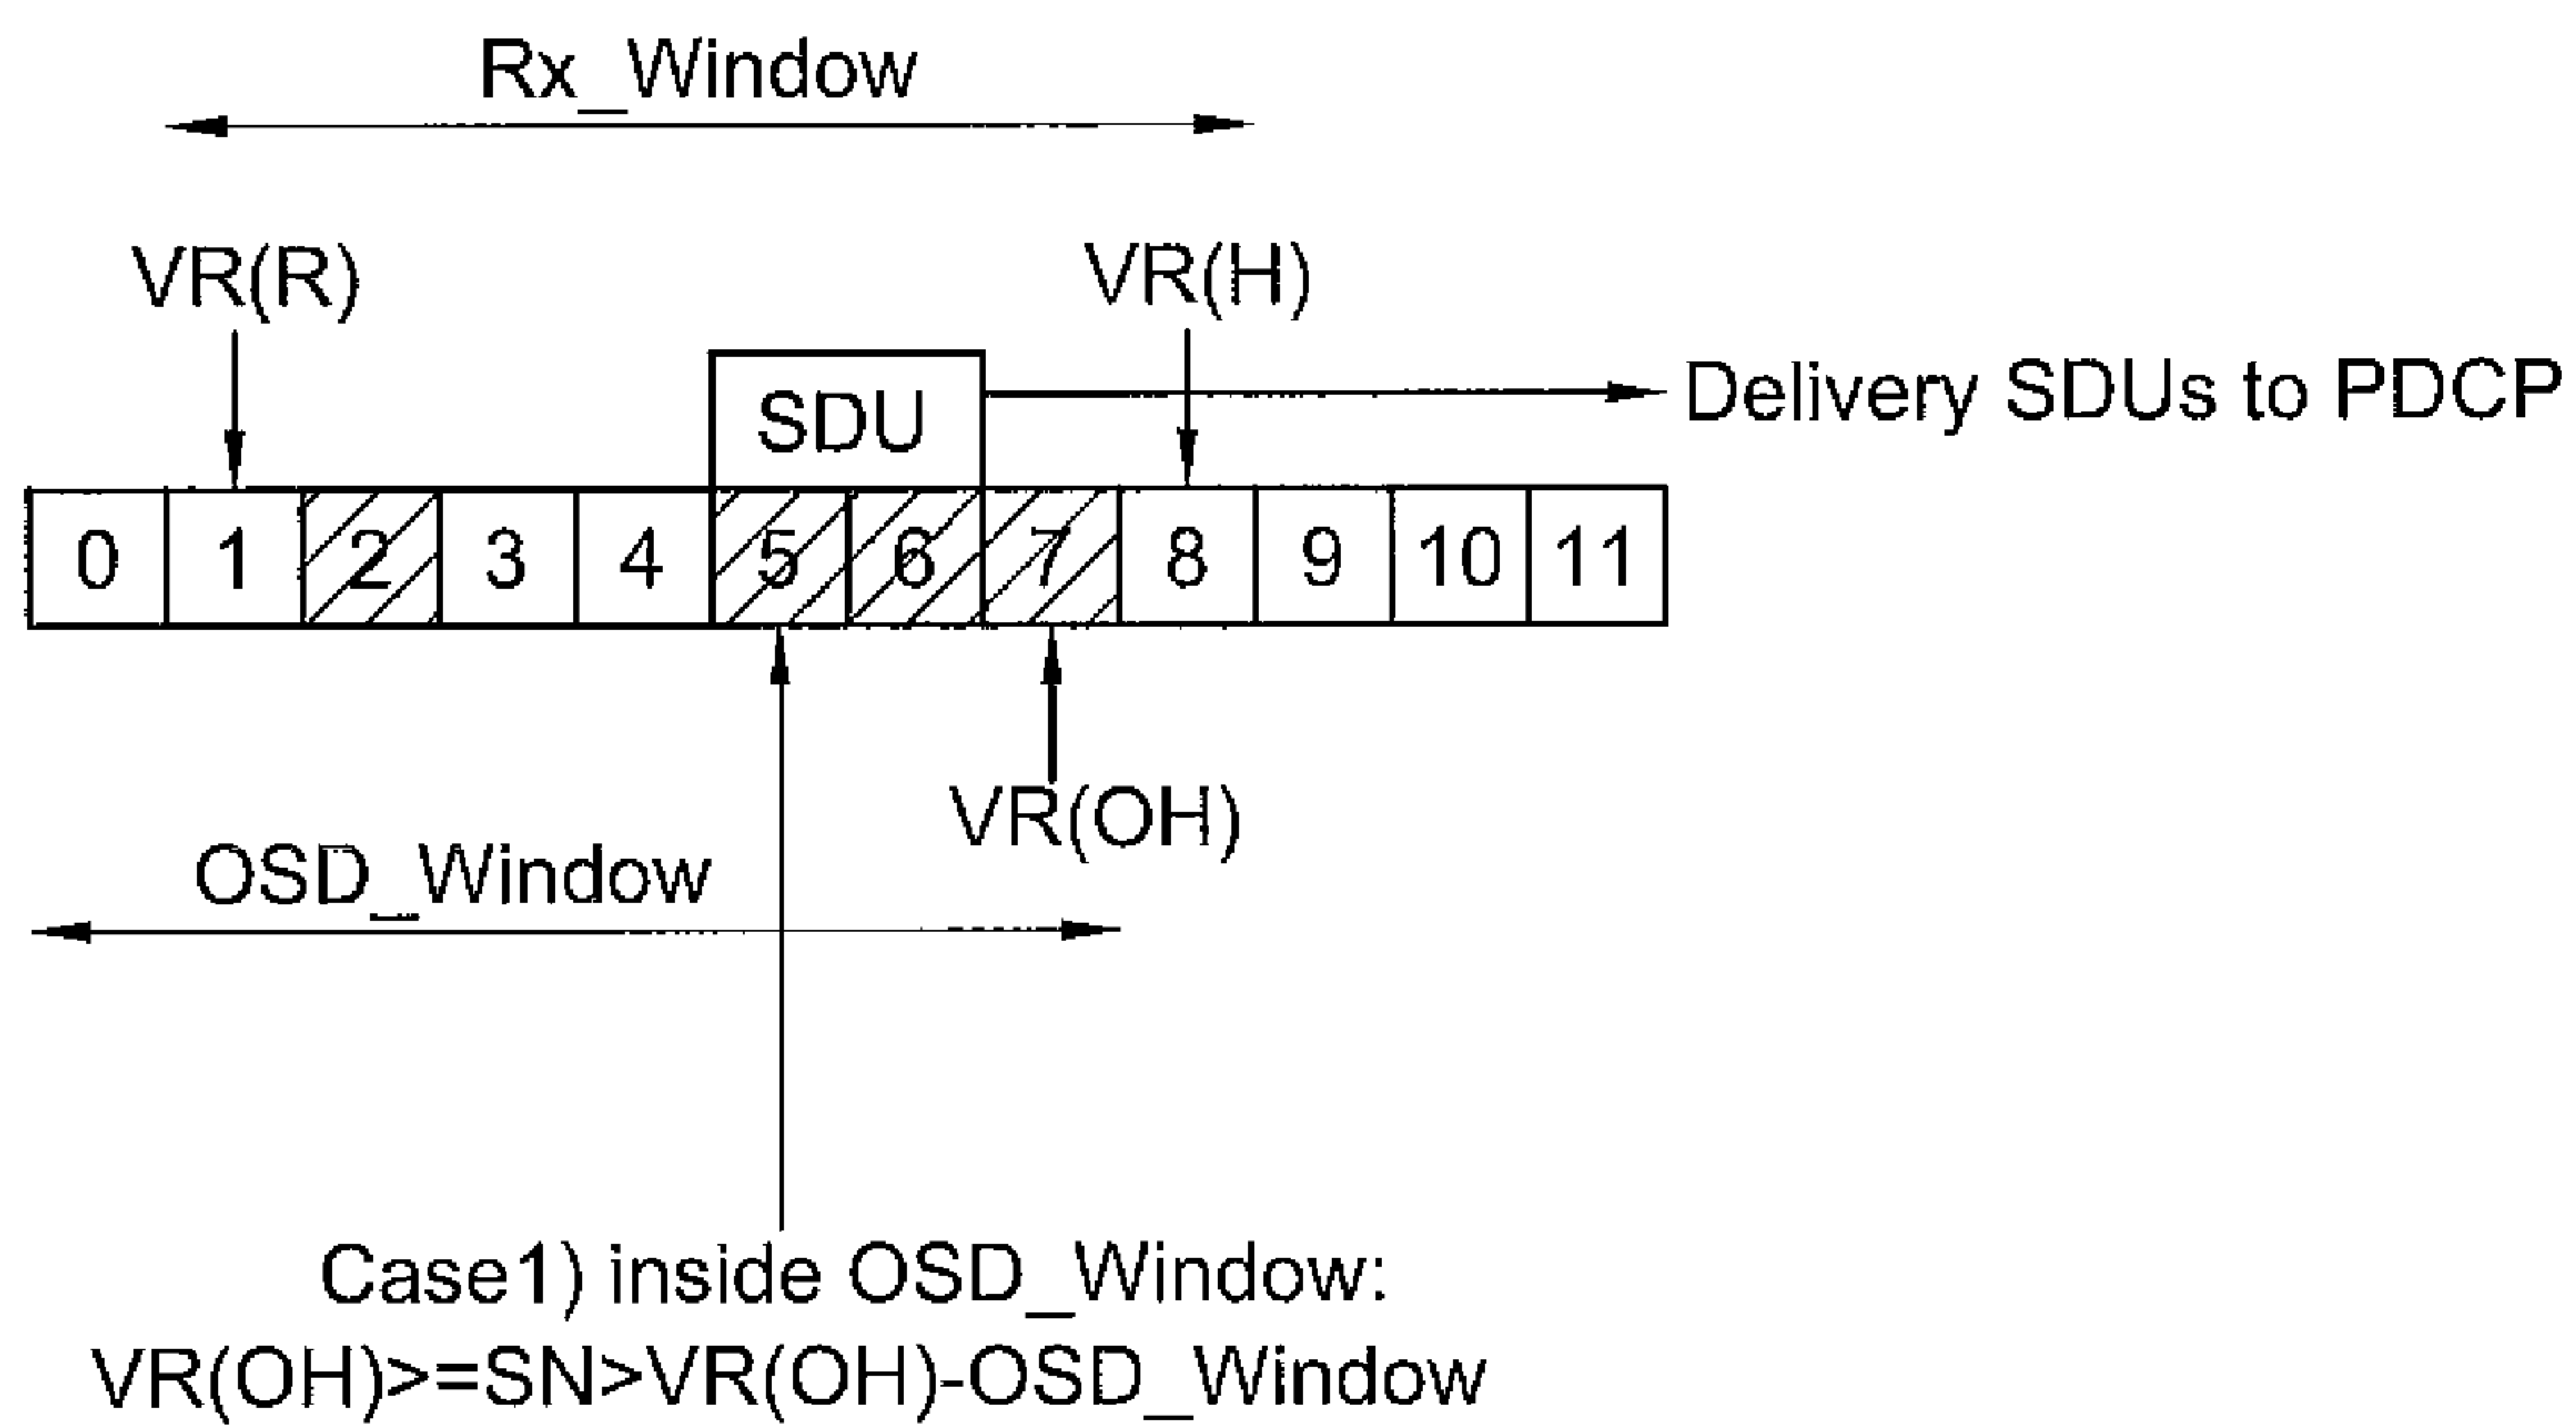 Rx_Window
VR(R)
VR(H)
SDU
Delivery SDUs to PDCP
0 1 2 3 4 5 6 7 8 9 10 11
VR(OH)
OSD_Window
Case1) inside OSD_Window:
VR(OH)>=SN>VR(OH)-OSD_Window